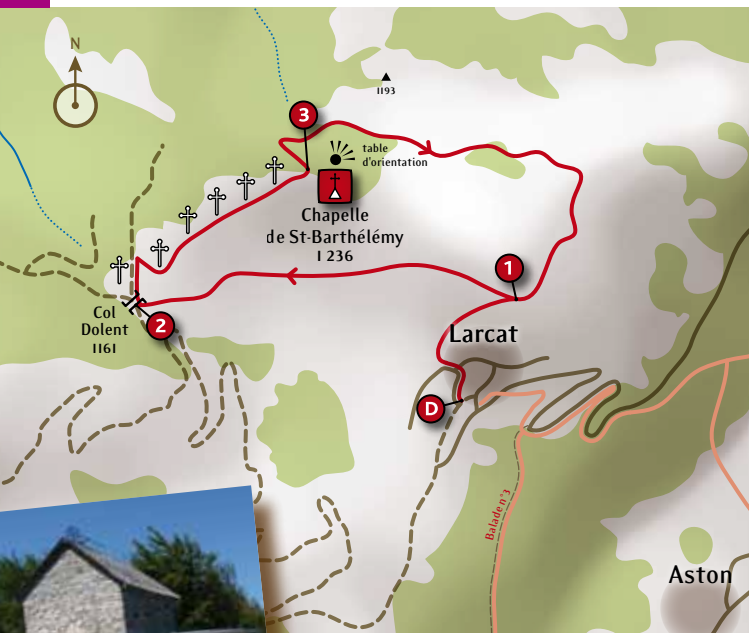 N
1193
3
table
d'orientation
Chapelle
de St-Barthélémy
1 236
1
Col
Dolent
1161
2
Larcat
D
Balade n°3
Aston